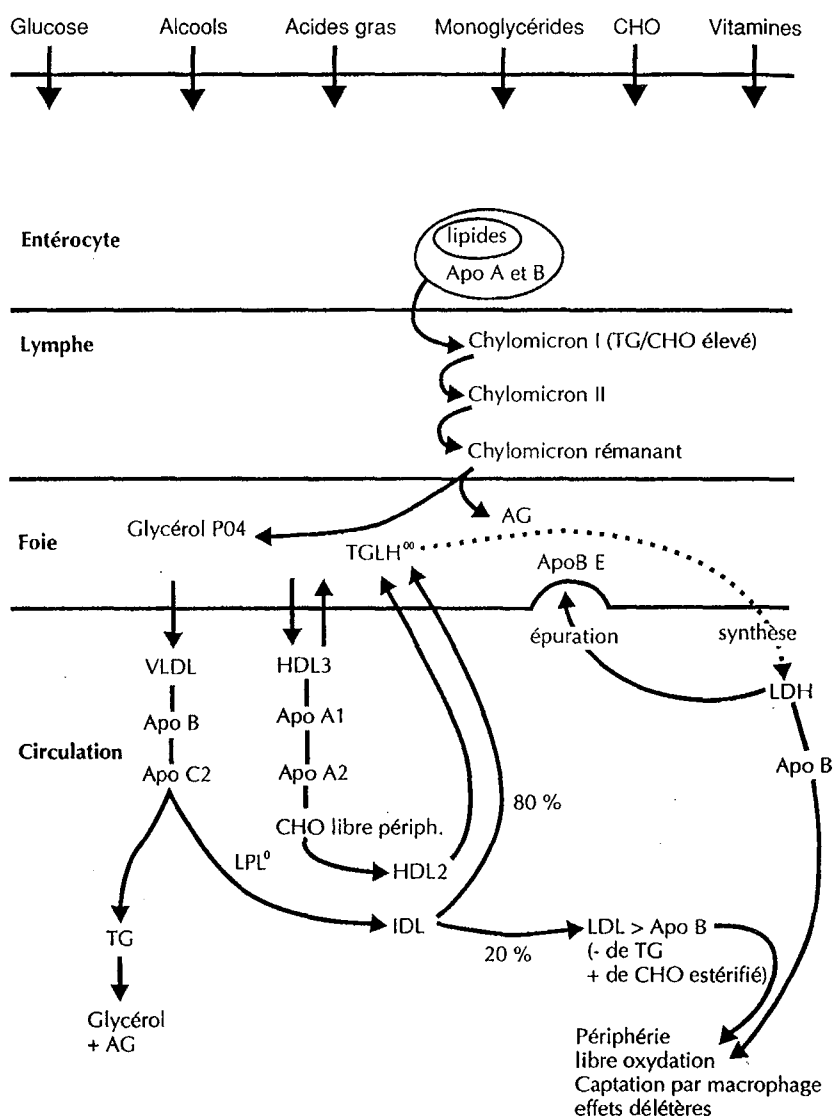 Glucose Alcools Acides gras Monoglycérides CHO Vitamines
Entérocyte
lipides
Apo A et B
Lymphe
Chylomicron I (TG/CHO élevé)
Chylomicron II
Chylomicron rémanant
Foie
Glycérol P04
AG
TGLH°°
ApoB E
épuration
synthèse
VLDL
HDL3
LDH
Apo B
Apo A1
Circulation
Apo B
Apo C2
Apo A2
80 %
CHO libre périph.
LPL⁰
HDL2
TG
IDL
20 %
LDL > Apo B
(- de TG
+ de CHO estérifié)
Glycérol
+ AG
Périphérie
libre oxydation
Captation par macrophage
effets délétères